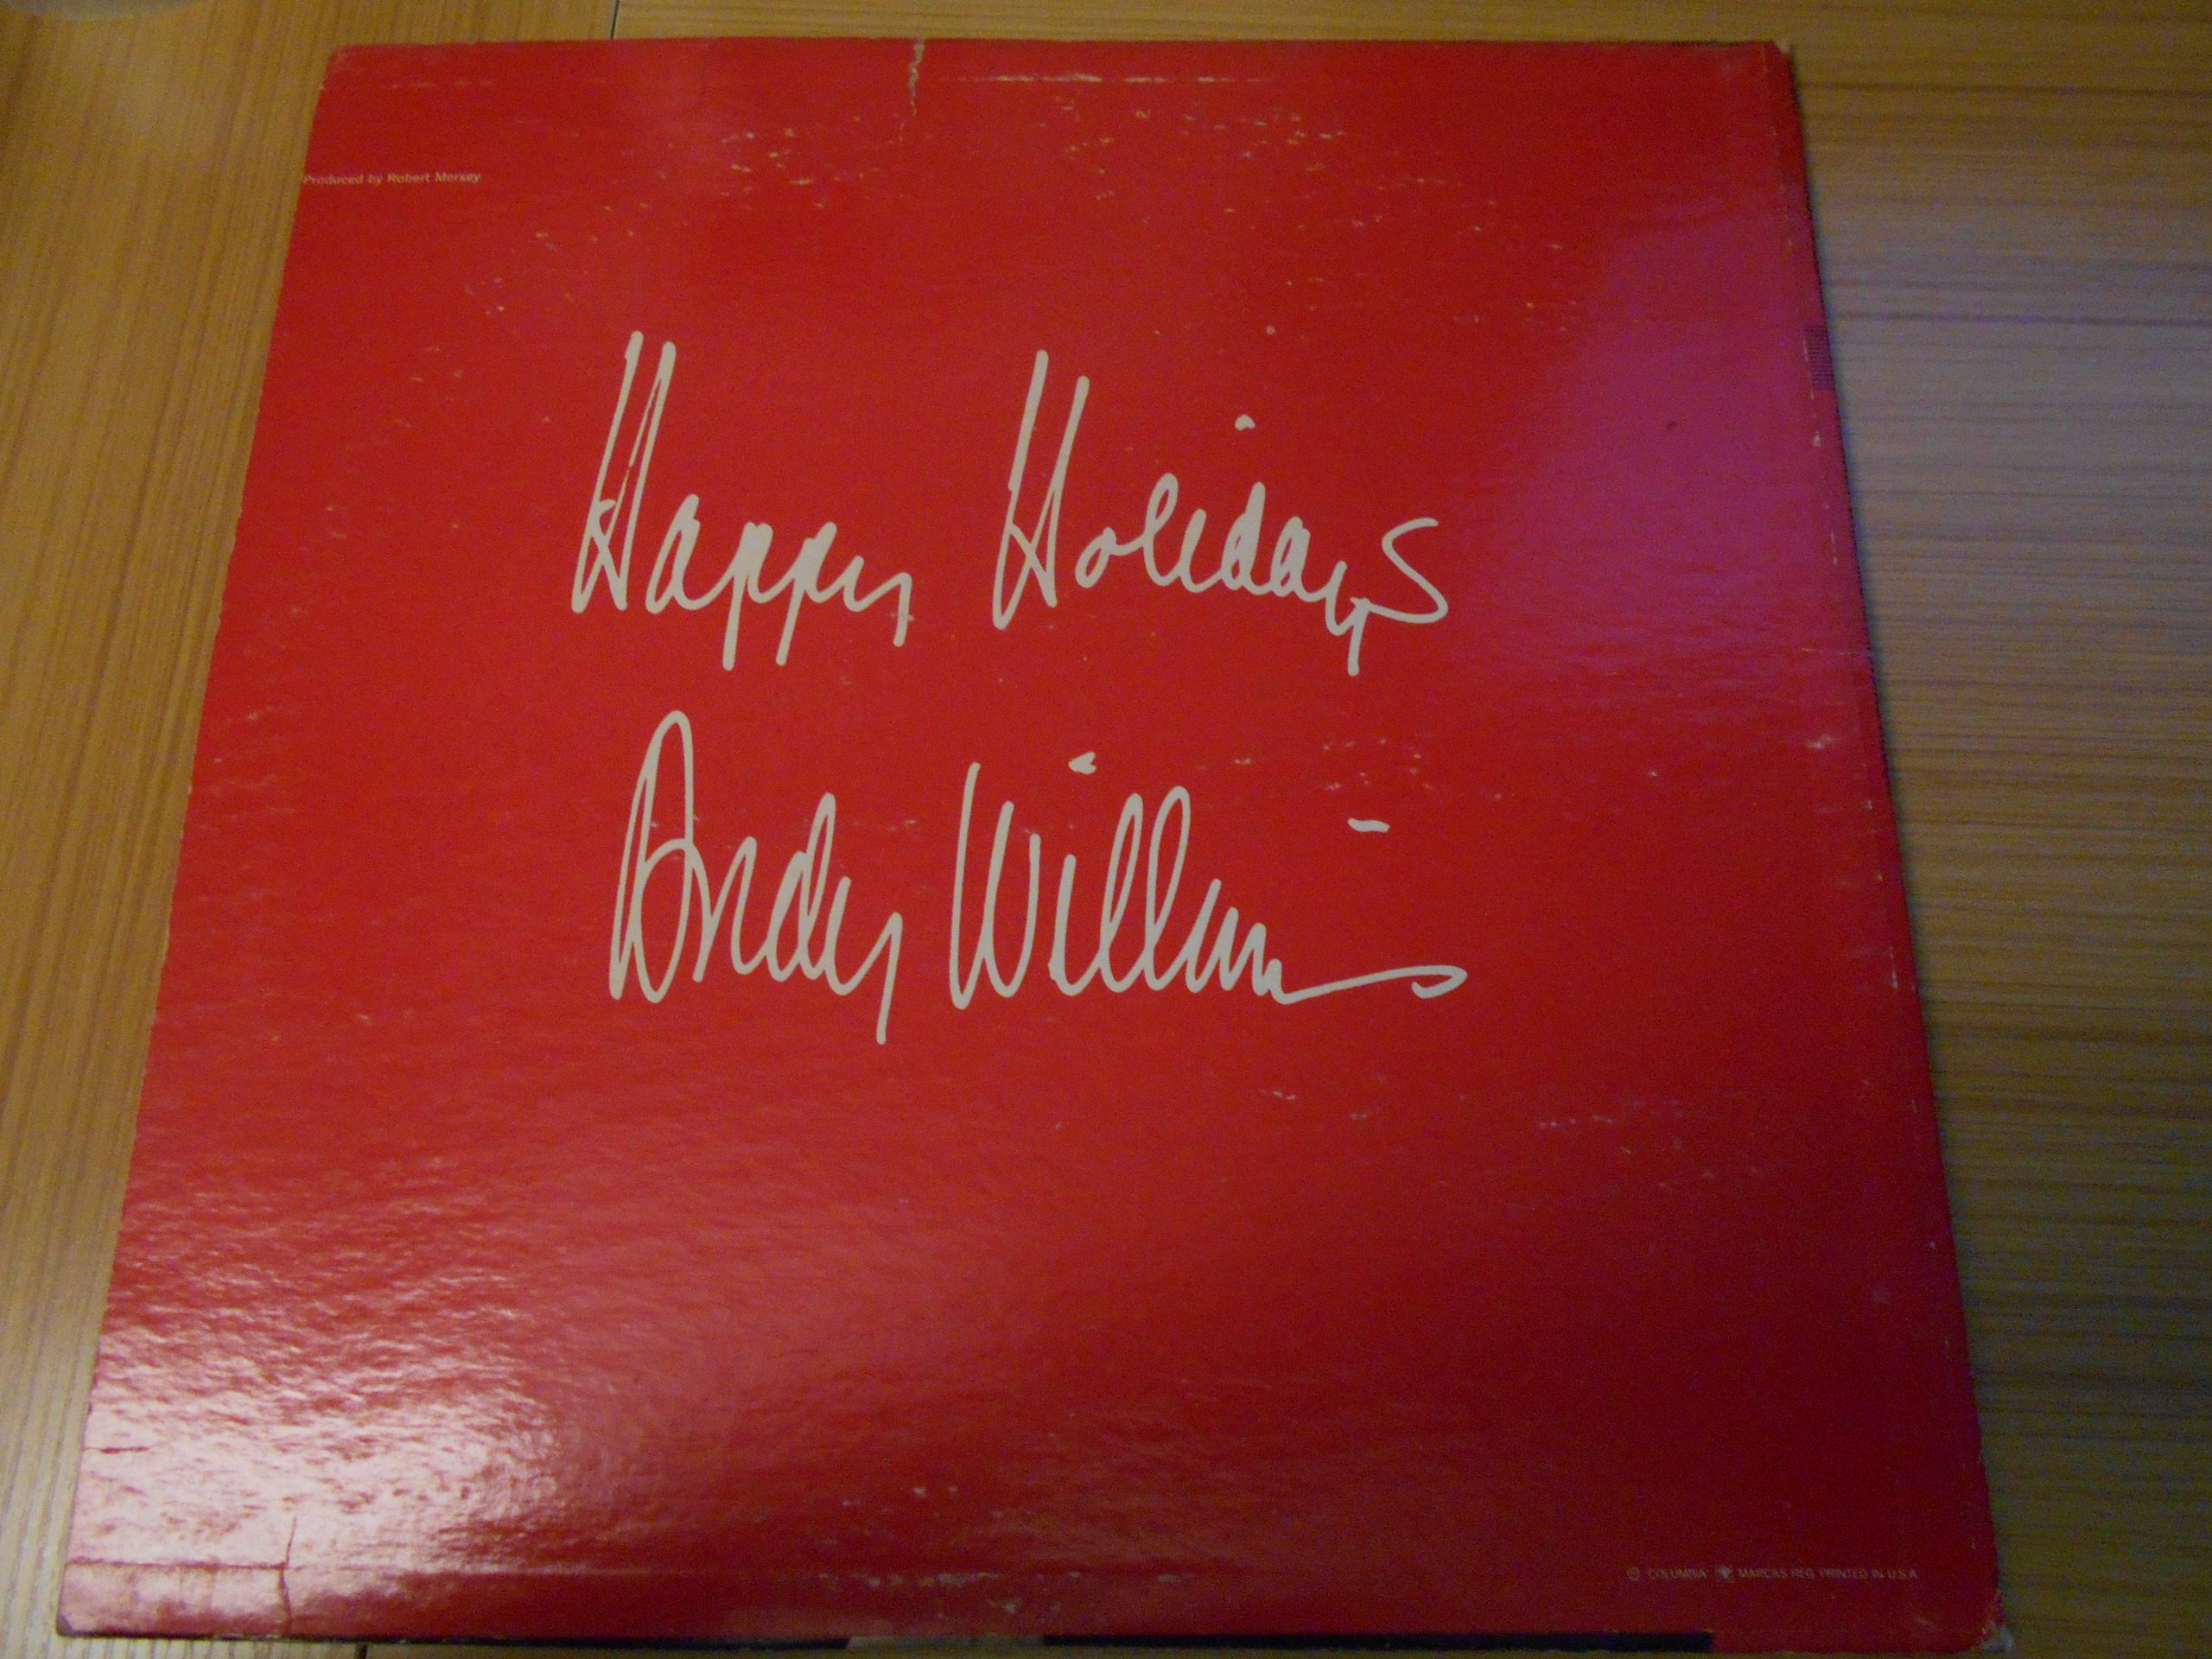 Produced by Robert Mersey
Happy Holidays
Andy Williams
© COLUMBIA MARCAS REG. PRINTED IN U.S.A.